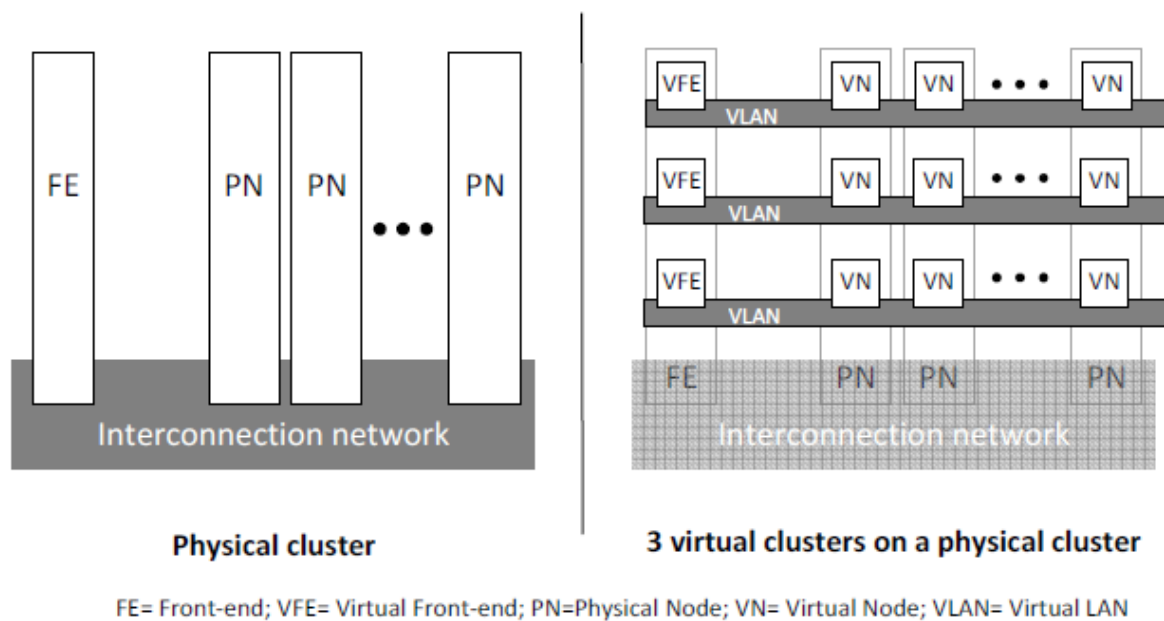 FE PN PN PN
Interconnection network
Physical cluster
VFE VN VN VN
VLAN
VFE VN VN VN
VLAN
VFE VN VN VN
VLAN
FE PN PN PN
Interconnection network
3 virtual clusters on a physical cluster
FE= Front-end; VFE= Virtual Front-end; PN=Physical Node; VN= Virtual Node; VLAN= Virtual LAN